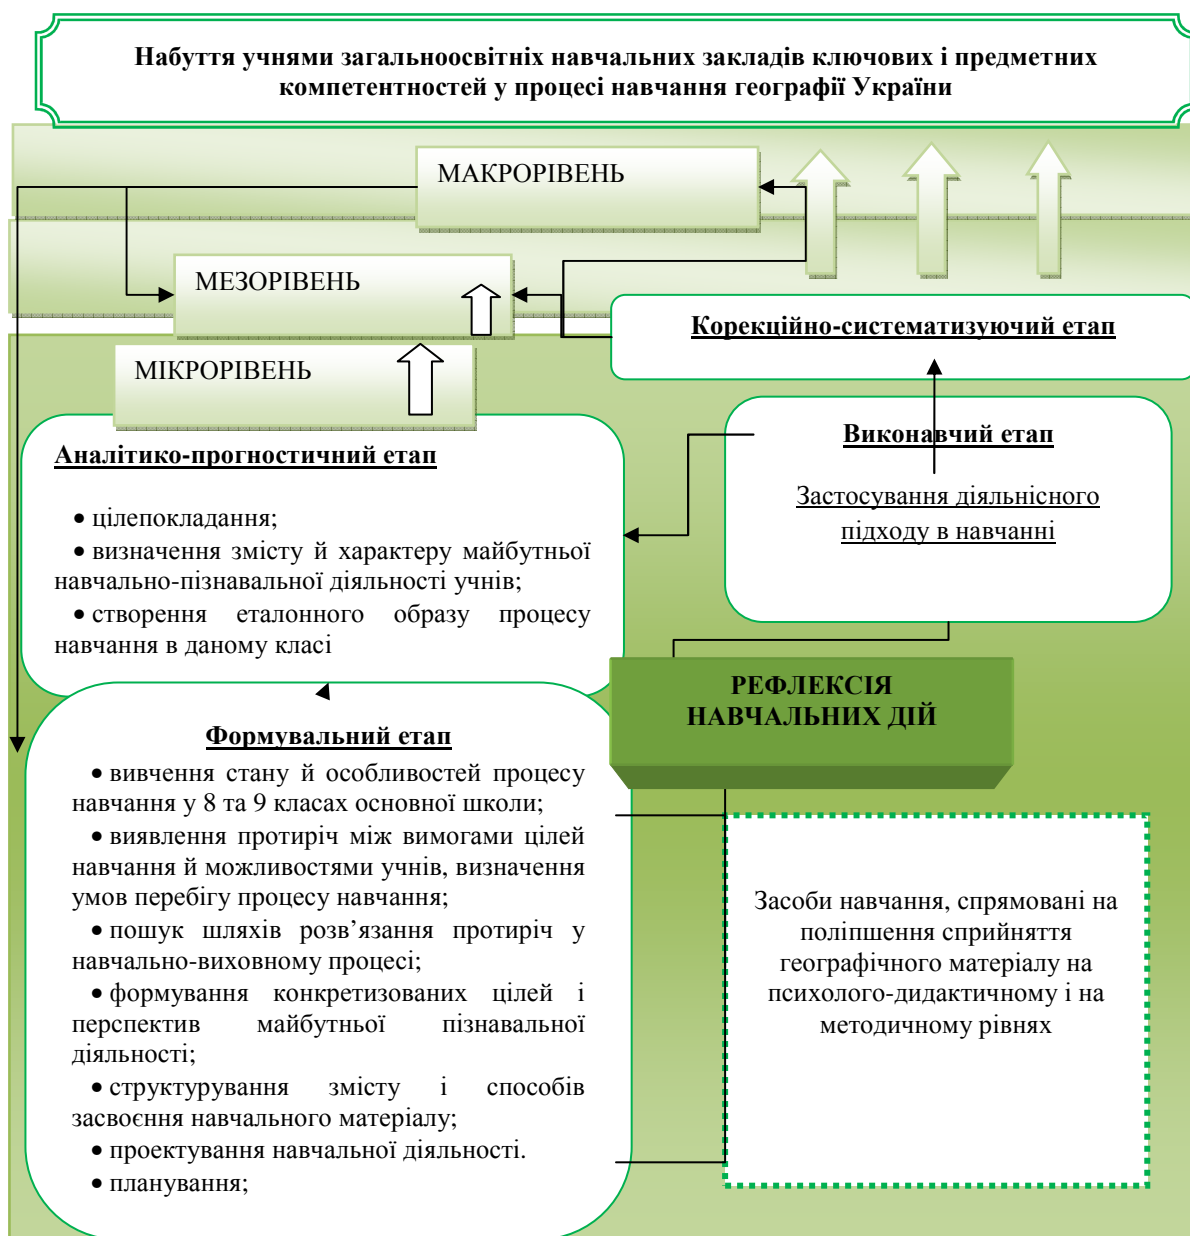 Набуття учнями загальноосвітніх навчальних закладів ключових і предметних
компетентностей у процесі навчання географії України
МАКРОРІВЕНЬ
МЕЗОРІВЕНЬ
Корекційно-систематизуючий етап
МІКРОРІВЕНЬ
Аналітико-прогностичний етап
• цілепокладання;
• визначення змісту й характеру майбутньої
навчально-пізнавальної діяльності учнів;
• створення еталонного образу процесу
навчання в даному класі
Виконавчий етап
Застосування діяльнісного
підходу в навчанні
РЕФЛЕКСІЯ
НАВЧАЛЬНИХ ДІЙ
Формувальний етап
• вивчення стану й особливостей процесу
навчання у 8 та 9 класах основної школи;
• виявлення протиріч між вимогами цілей
навчання й можливостями учнів, визначення
умов перебігу процесу навчання;
• пошук шляхів розв’язання протиріч у
навчально-виховному процесі;
• формування конкретизованих цілей і
перспектив майбутньої пізнавальної
діяльності;
• структурування змісту і способів
засвоєння навчального матеріалу;
• проектування навчальної діяльності.
• планування;
Засоби навчання, спрямовані на
поліпшення сприйняття
географічного матеріалу на
психолого-дидактичному і на
методичному рівнях